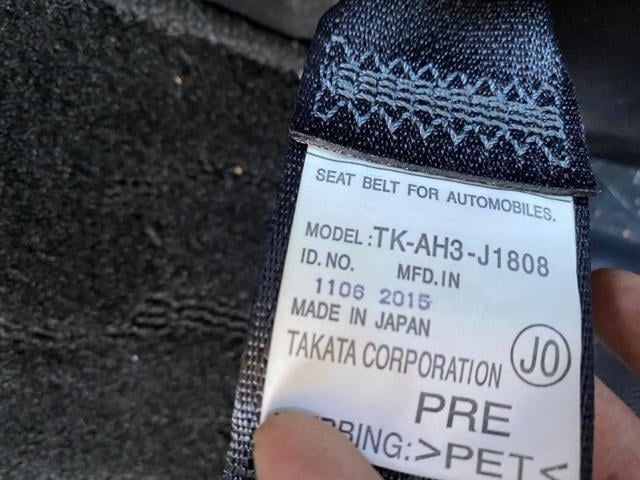 SEAT BELT FOR AUTOMOBILES.
MODEL:TK-AH3-J1808
ID.NO. MFD.IN
1106 2015
MADE IN JAPAN
TAKATA CORPORATION JO
PRE
>PET<